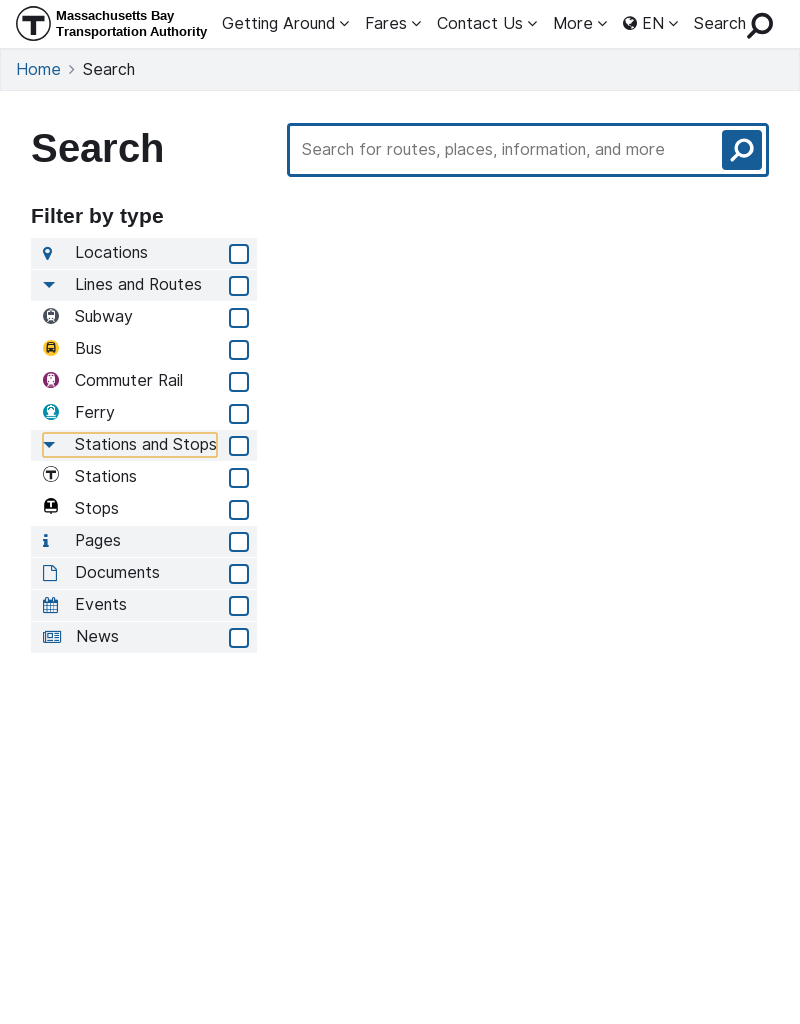 Massachusetts Bay
Transportation Authority
Getting Around
Fares
Contact Us
More
EN
Search
Home > Search
Search
Search for routes, places, information, and more
Filter by type
Locations
Lines and Routes
Subway
Bus
Commuter Rail
Ferry
Stations and Stops
Stations
Stops
Pages
Documents
Events
News